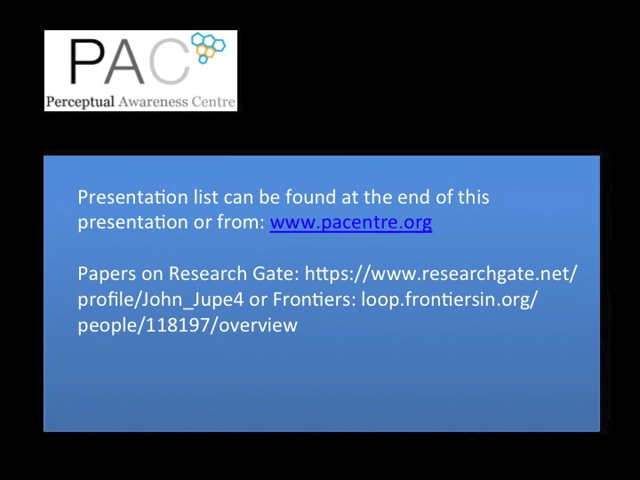 PAC
Perceptual Awareness Centre
Presentation list can be found at the end of this
presentation or from: www.pacentre.org
Papers on Research Gate: https://www.researchgate.net/
profile/John_Jupe4 or Frontiers: loop.frontiersin.org/
people/118197/overview